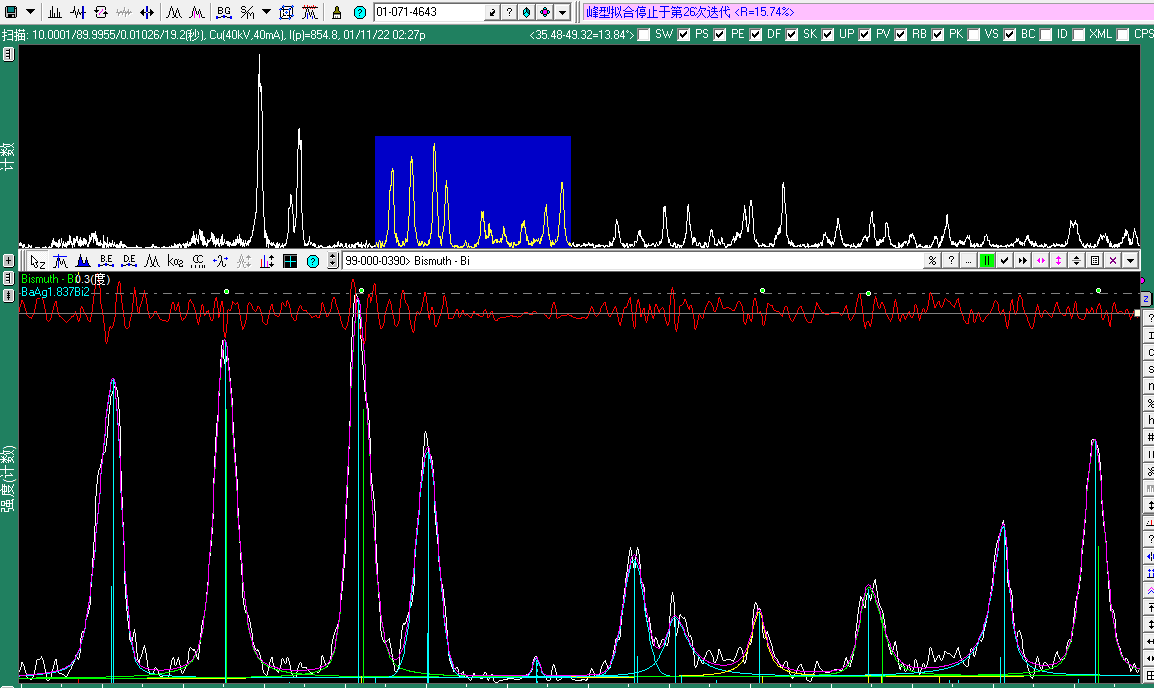 01-071-4643
峰型拟合停止于第26次迭代 <R=15.74%>
扫描: 10.0001/89.9955/0.01026/19.2(秒), Cu(40kV,40mA), I(p)=854.8, 01/11/22 02:27p
<35.48-49.32=13.84°>
SW PS PE DF SK UP PV RB PK VS BC ID XML CPS
计数
99-000-0390> Bismuth - Bi
Bismuth - Bi
0.3(度)
BaAg1.837Bi2
强度(计数)